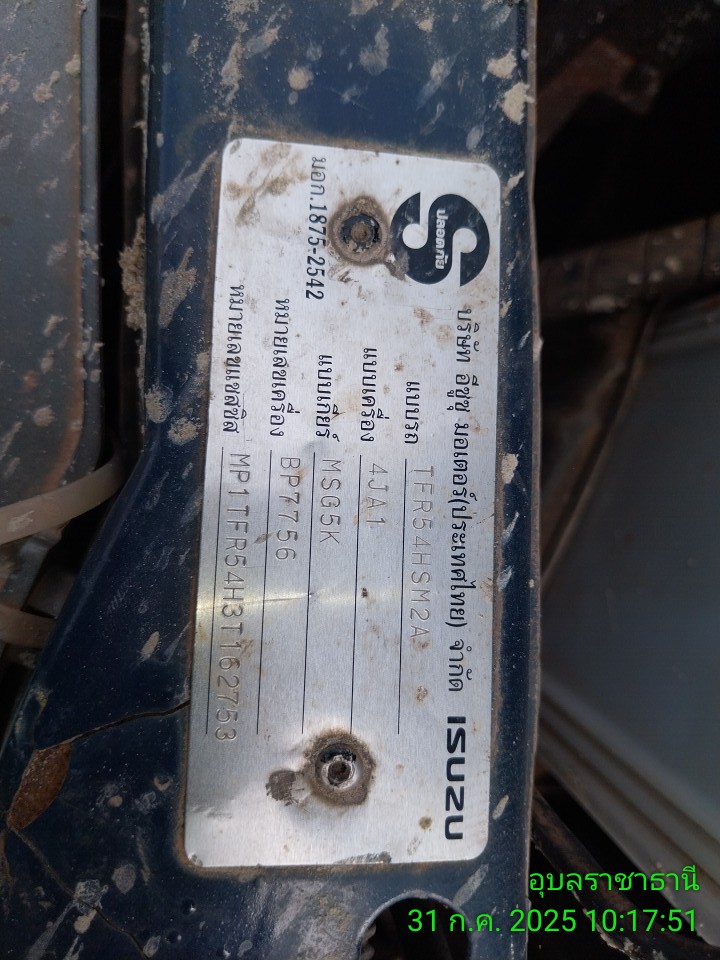 ปลอดภัย
มอก.1875-2542
บริษัท อีซูซุ มอเตอร์(ประเทศไทย) จำกัด ISUZU
แบบรถ TFR54HSM2A
แบบเครื่อง 4JA1
แบบเกียร์ MSG5K
หมายเลขเครื่อง BP7756
หมายเลขแชสซิส MP1TFR54H3T162753
อุบลราชาธานี
31 ก.ค. 2025 10:17:51